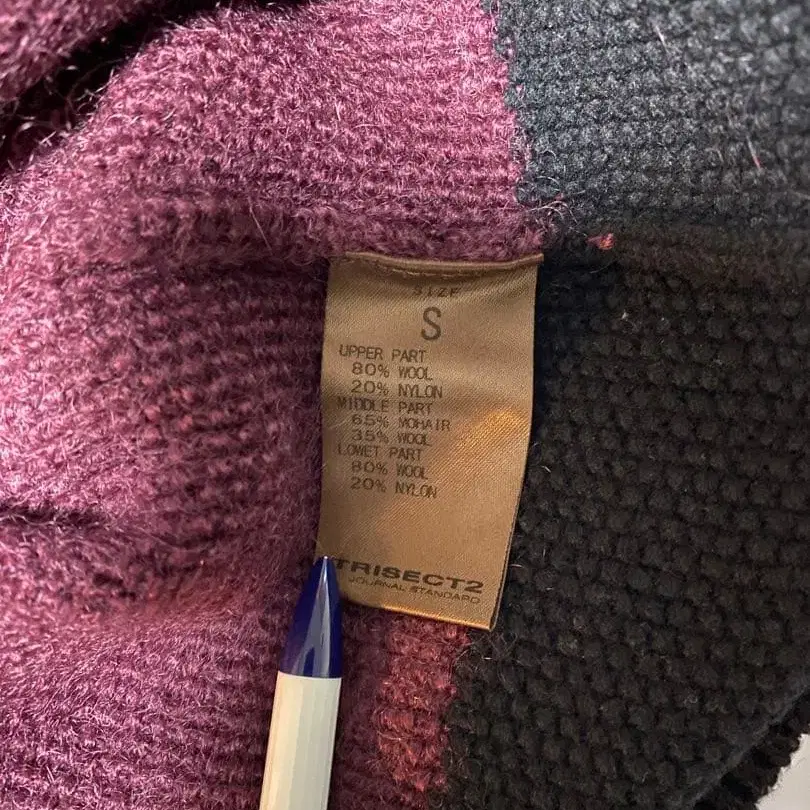 SIZE
S
UPPER PART
80% WOOL
20% NYLON
MIDDLE PART
65% MOHAIR
35% WOOL
LOWET PART
80% WOOL
20% NYLON
TRISECT2
JOURNAL STANDARD